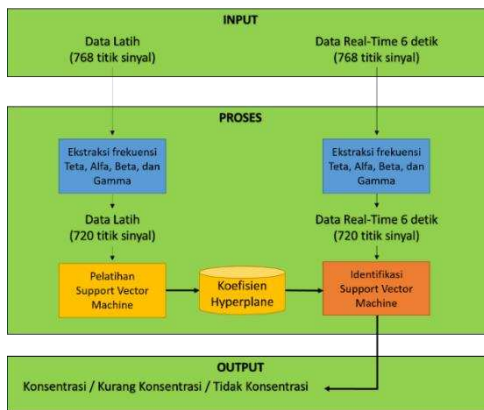 INPUT
Data Latih
(768 titik sinyal)
Data Real-Time 6 detik
(768 titik sinyal)
PROSES
Ekstraksi frekuensi
Teta, Alfa, Beta, dan
Gamma
Ekstraksi frekuensi
Teta, Alfa, Beta, dan
Gamma
Data Latih
(720 titik sinyal)
Data Real-Time 6 detik
(720 titik sinyal)
Pelatihan
Support Vector
Machine
Koefisien
Hyperplane
Identifikasi
Support Vector
Machine
OUTPUT
Konsentrasi / Kurang Konsentrasi / Tidak Konsentrasi